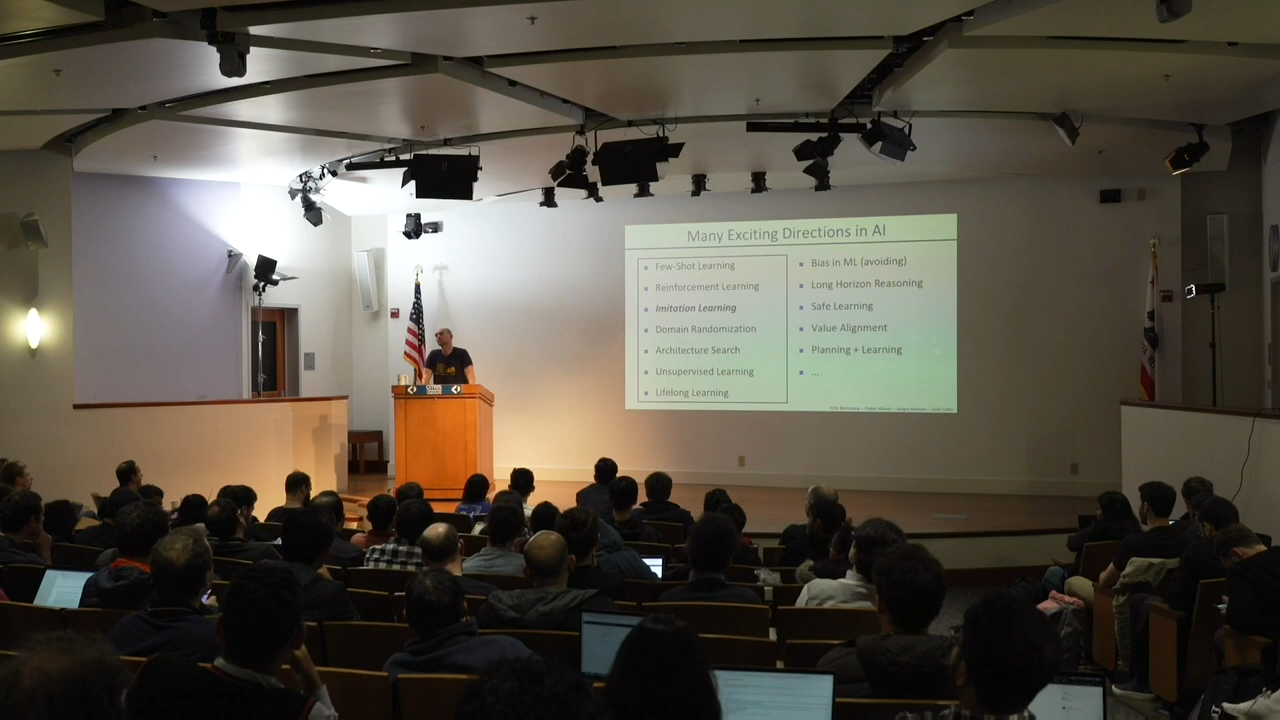 Many Exciting Directions in AI
Few-Shot Learning
Reinforcement Learning
Imitation Learning
Domain Randomization
Architecture Search
Unsupervised Learning
Lifelong Learning
Bias in ML (avoiding)
Long Horizon Reasoning
Safe Learning
Value Alignment
Planning + Learning
...